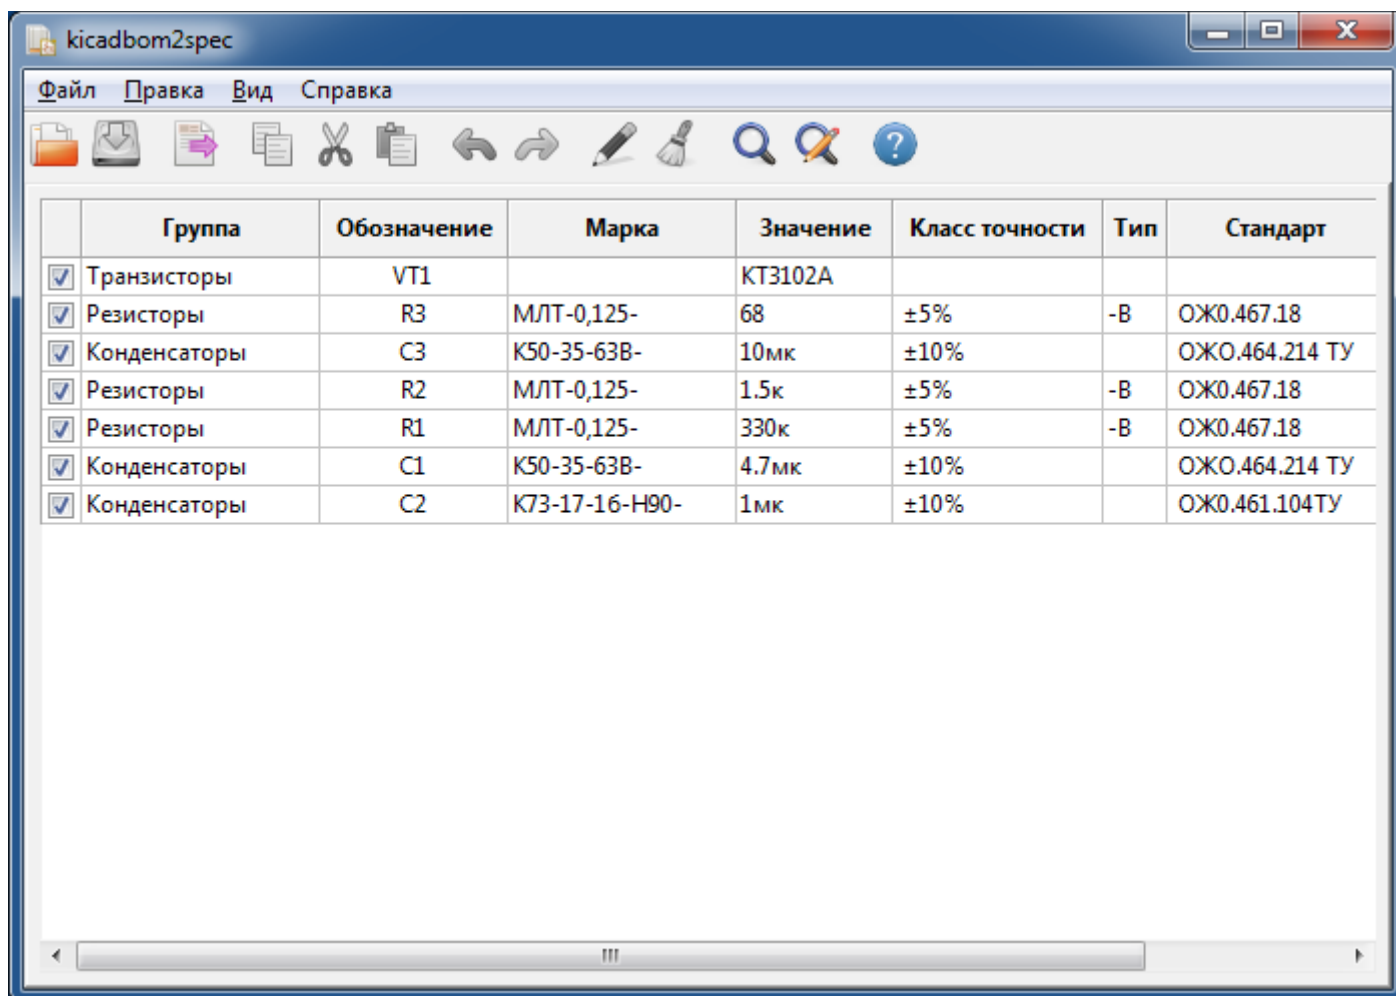 kicadbom2spec
Файл Правка Вид Справка
Группа Обозначение Марка Значение Класс точности Тип Стандарт
Транзисторы VT1 КТ3102А
Резисторы R3 МЛТ-0,125- 68 ±5% -В ОЖ0.467.18
Конденсаторы C3 К50-35-63В- 10мк ±10% ОЖО.464.214 ТУ
Резисторы R2 МЛТ-0,125- 1.5к ±5% -В ОЖ0.467.18
Резисторы R1 МЛТ-0,125- 330к ±5% -В ОЖ0.467.18
Конденсаторы C1 К50-35-63В- 4.7мк ±10% ОЖО.464.214 ТУ
Конденсаторы C2 К73-17-16-Н90- 1мк ±10% ОЖ0.461.104ТУ